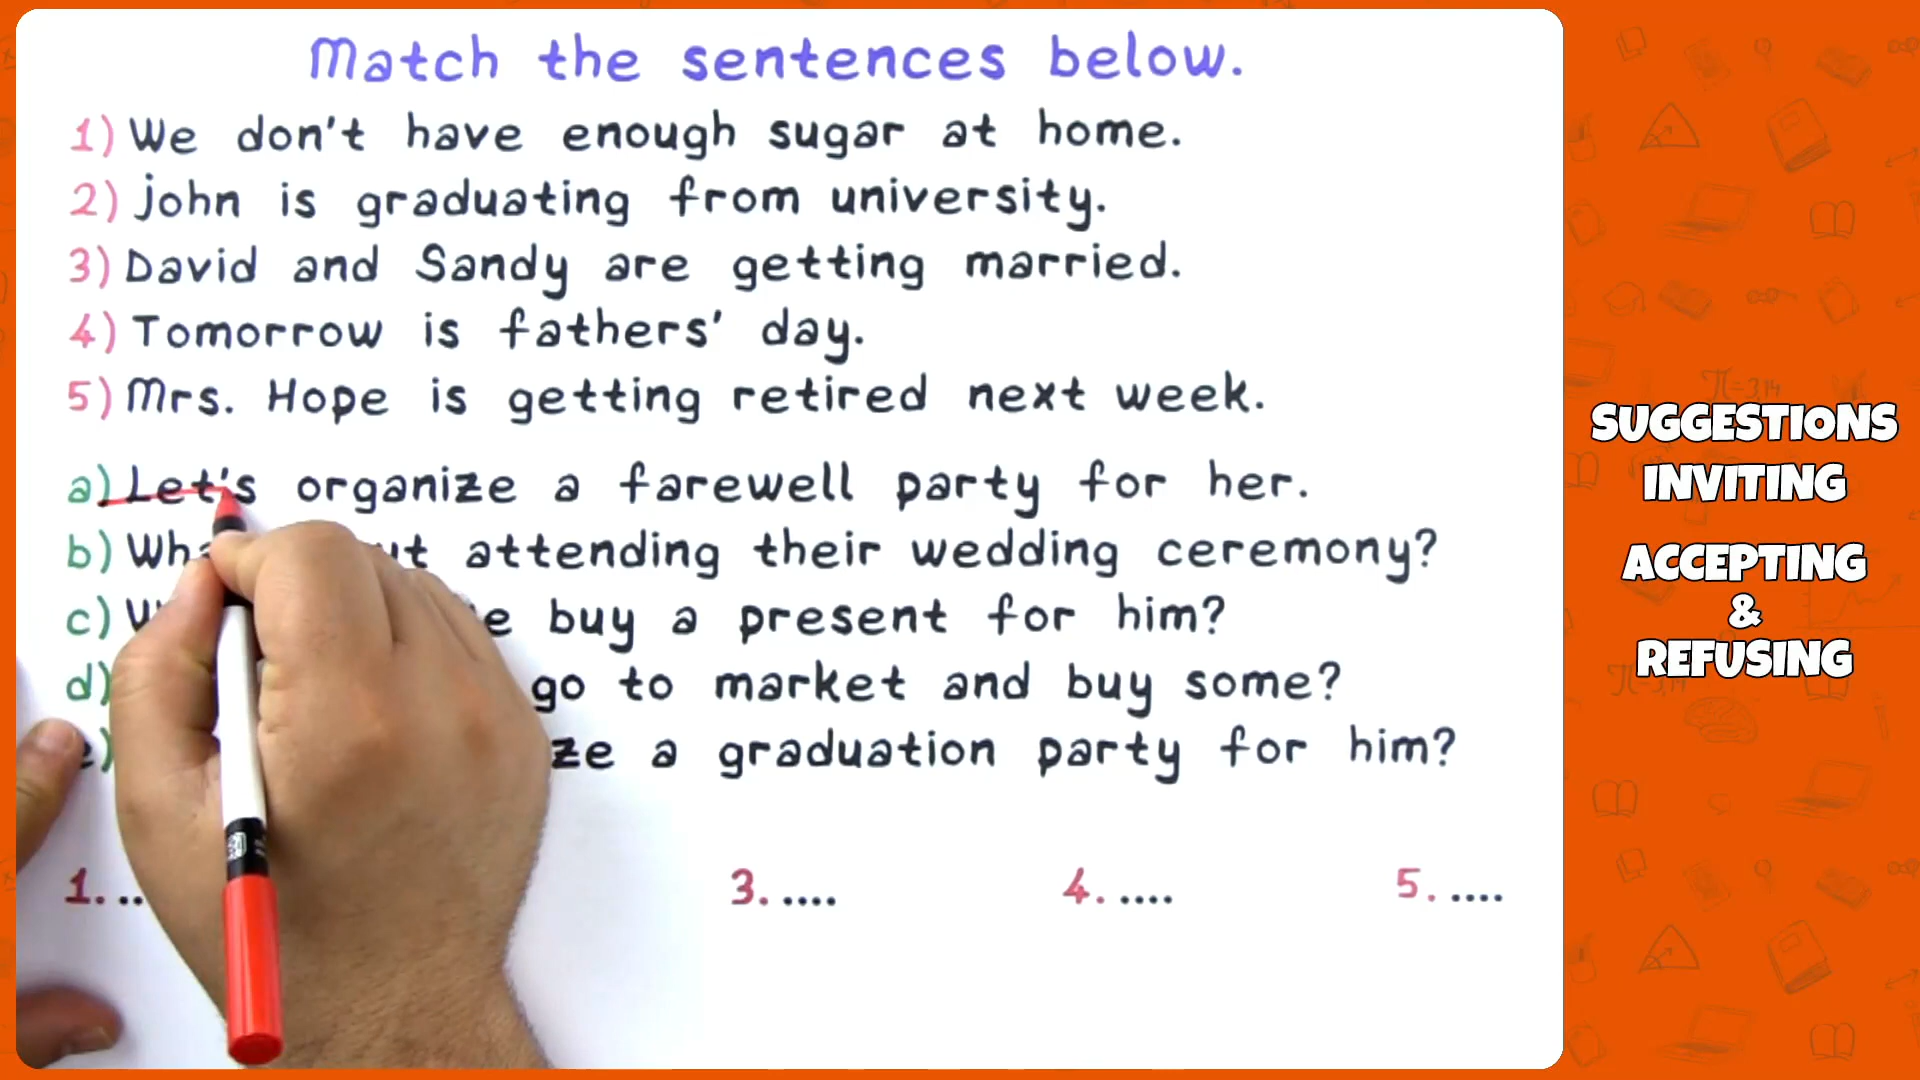 Match the sentences below.
1) We don't have enough sugar at home.
2) John is graduating from university.
3) David and Sandy are getting married.
4) Tomorrow is fathers' day.
5) Mrs. Hope is getting retired next week.
a) Let's organize a farewell party for her.
b) attending their wedding ceremony?
c) buy a present for him?
d) go to market and buy some?
e) a graduation party for him?
1. ..
3. ....
4. ....
5. ....
SUGGESTIONS
INVITING
ACCEPTING
&
REFUSING